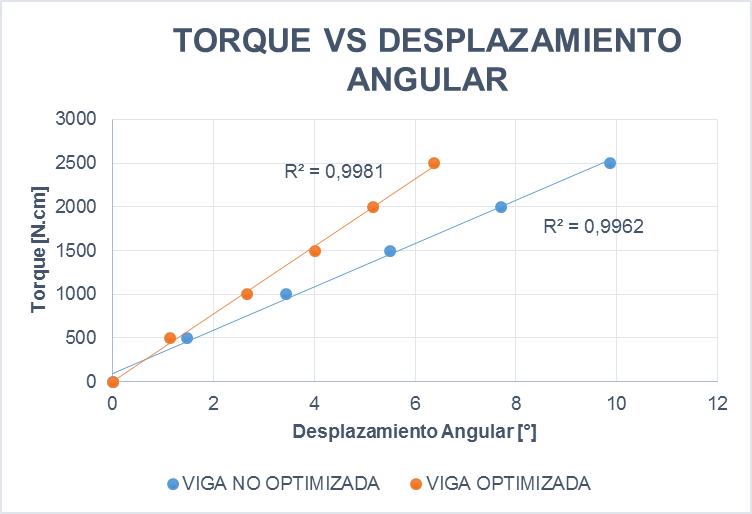 TORQUE VS DESPLAZAMIENTO
ANGULAR
3000
2500
2000
1500
1000
500
0
Torque [N.cm]
R² = 0,9981
R² = 0,9962
0 2 4 6 8 10 12
Desplazamiento Angular [°]
VIGA NO OPTIMIZADA VIGA OPTIMIZADA